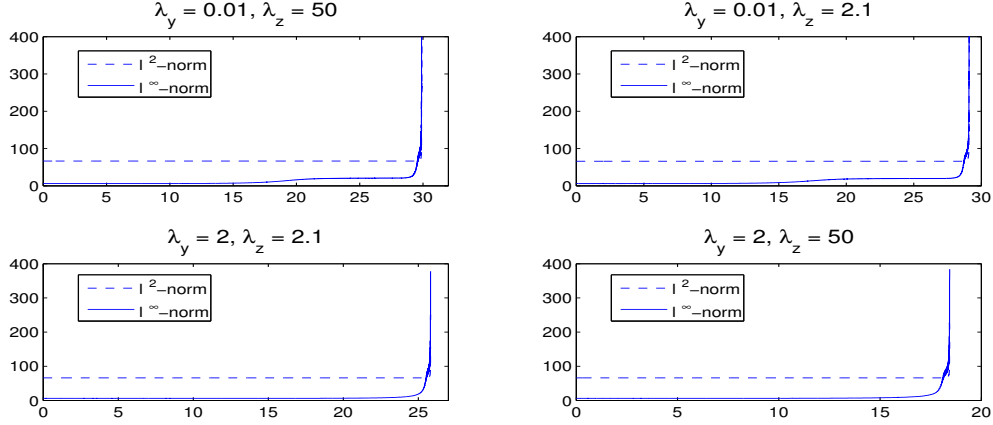 λy = 0.01, λz = 50
400
300
200
100
0
0 5 10 15 20 25 30
l 2–norm
l ∞–norm
λy = 0.01, λz = 2.1
400
300
200
100
0
0 5 10 15 20 25 30
l 2–norm
l ∞–norm
λy = 2, λz = 2.1
400
300
200
100
0
0 5 10 15 20 25
l 2–norm
l ∞–norm
λy = 2, λz = 50
400
300
200
100
0
0 5 10 15 20
l 2–norm
l ∞–norm